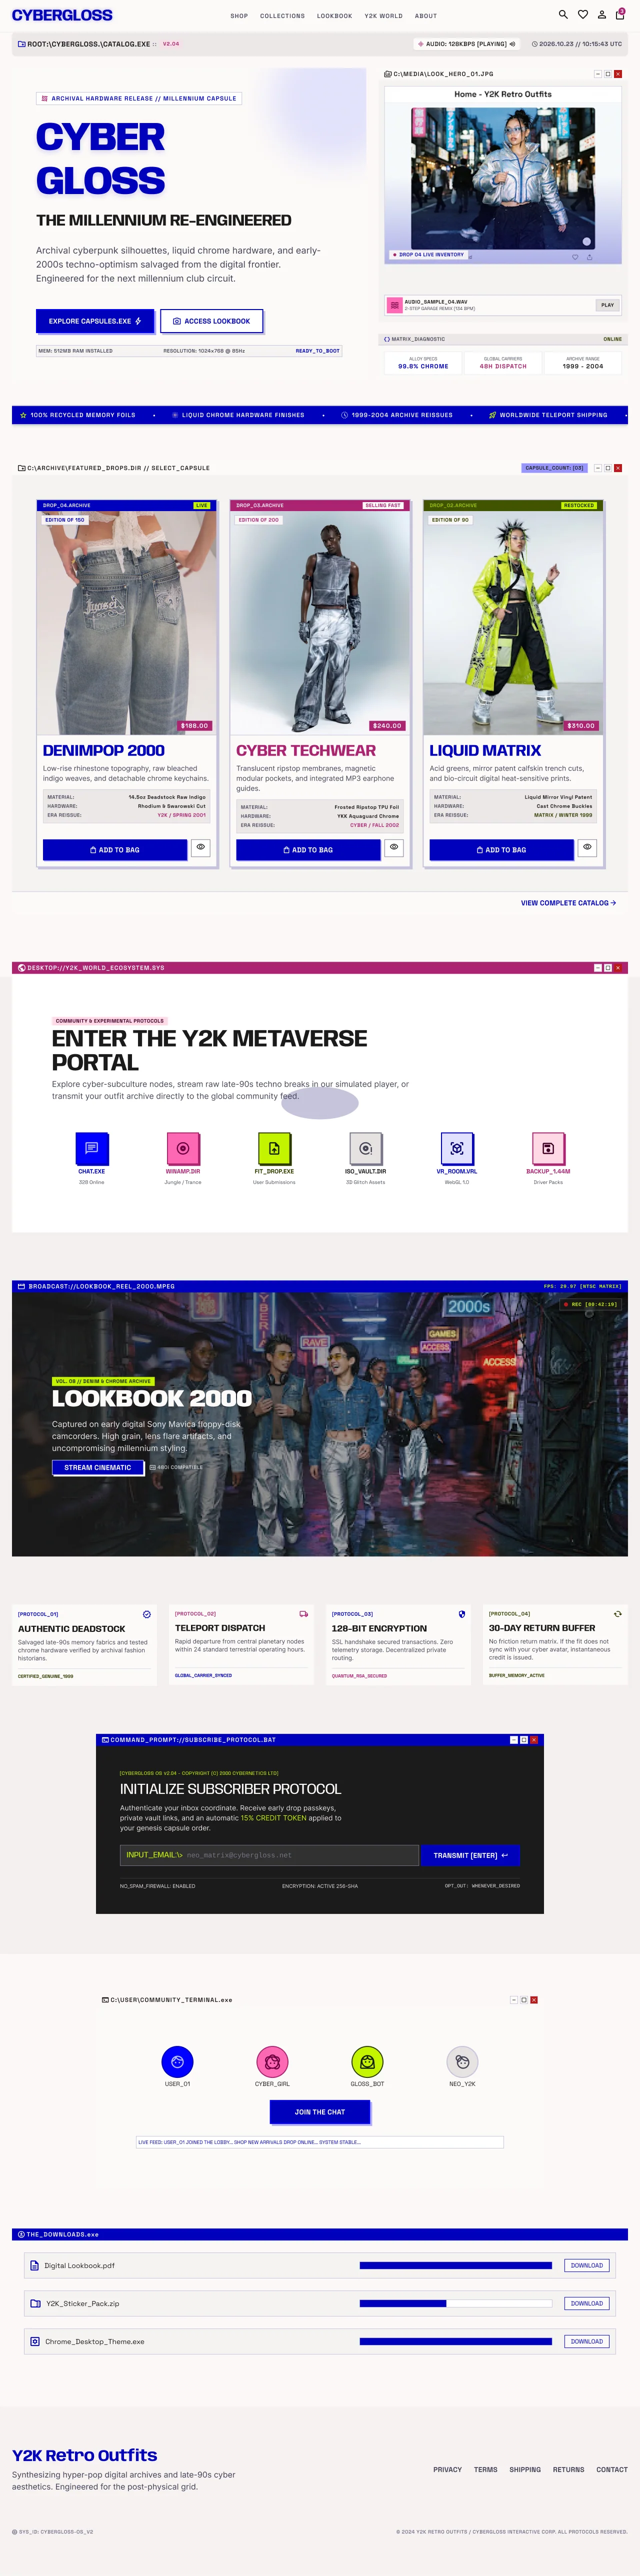 CYBERGLOSS
SHOP COLLECTIONS LOOKBOOK Y2K WORLD ABOUT
ROOT:\CYBERGLOSS.\CATALOG.EXE :: V2.04
AUDIO: 128KBPS [PLAYING]
2026.10.23 // 10:15:43 UTC
ARCHIVAL HARDWARE RELEASE // MILLENNIUM CAPSULE
CYBER
GLOSS
THE MILLENNIUM RE-ENGINEERED
Archival cyberpunk silhouettes, liquid chrome hardware, and early-
2000s techno-optimism salvaged from the digital frontier.
Engineered for the next millennium club circuit.
EXPLORE CAPSULES.EXE
ACCESS LOOKBOOK
MEM: 512MB RAM INSTALLED
RESOLUTION: 1024x768 @ 85Hz
READY_TO_BOOT
C:\MEDIA\LOOK_HERO_01.JPG
Home - Y2K Retro Outfits
DROP 04 LIVE INVENTORY
AUDIO_SAMPLE_04.WAV
2-STEP GARAGE REMIX [134 BPM]
PLAY
MATRIX_DIAGNOSTIC
ONLINE
ALLOY SPECS
99.8% CHROME
GLOBAL CARRIERS
48H DISPATCH
ARCHIVE RANGE
1999 - 2004
100% RECYCLED MEMORY FOILS
LIQUID CHROME HARDWARE FINISHES
1999-2004 ARCHIVE REISSUES
WORLDWIDE TELEPORT SHIPPING
C:\ARCHIVE\FEATURED_DROPS.DIR // SELECT_CAPSULE
CAPSULE_COUNT: [03]
DROP_04.ARCHIVE
LIVE
EDITION OF 150
$189.00
DENIMPOP 2000
Low-rise rhinestone topography, raw bleached
indigo weaves, and detachable chrome keychains.
MATERIAL: 14.5oz Deadstock Raw Indigo
HARDWARE: Rhodium & Swarovski Cut
ERA REISSUE: Y2K / SPRING 2001
ADD TO BAG
DROP_03.ARCHIVE
SELLING FAST
EDITION OF 200
$240.00
CYBER TECHWEAR
Translucent ripstop membranes, magnetic
modular pockets, and integrated MP3 earphone
guides.
MATERIAL: Frosted Ripstop TPU Foil
HARDWARE: YKK Aquaguard Chrome
ERA REISSUE: CYBER / FALL 2002
ADD TO BAG
DROP_02.ARCHIVE
RESTOCKED
EDITION OF 90
$310.00
LIQUID MATRIX
Acid greens, mirror patent calfskin trench cuts,
and bio-circuit digital heat-sensitive prints.
MATERIAL: Liquid Mirror Vinyl Patent
HARDWARE: Cast Chrome Buckles
ERA REISSUE: MATRIX / WINTER 1999
ADD TO BAG
VIEW COMPLETE CATALOG
DESKTOP://Y2K_WORLD_ECOSYSTEM.SYS
COMMUNITY & EXPERIMENTAL PROTOCOLS
ENTER THE Y2K METAVERSE
PORTAL
Explore cyber-subculture nodes, stream raw late-90s techno breaks in our simulated player, or
transmit your outfit archive directly to the global community feed.
CHAT.EXE
328 Online
WINAMP.DIR
Jungle / Trance
FIT_DROP.EXE
User Submissions
ISO_VAULT.DIR
3D Glitch Assets
VR_ROOM.VRL
WebGL 1.0
BACKUP_1.44M
Driver Packs
BROADCAST://LOOKBOOK_REEL_2000.MPEG
FPS: 29.97 [NTSC MATRIX]
REC [00:42:19]
2000s
RAVE
GAMES
ACCESS
ACCESS
VOL. 08 // DENIM & CHROME ARCHIVE
LOOKBOOK 2000
Captured on early digital Sony Mavica floppy-disk
camcorders. High grain, lens flare artifacts, and
uncompromising millennium styling.
STREAM CINEMATIC
480i COMPATIBLE
[PROTOCOL_01]
AUTHENTIC DEADSTOCK
Salvaged late-90s memory fabrics and tested
chrome hardware verified by archival fashion
historians.
CERTIFIED_GENUINE_1999
[PROTOCOL_02]
TELEPORT DISPATCH
Rapid departure from central planetary nodes
within 24 standard terrestrial operating hours.
GLOBAL_CARRIER_SYNCED
[PROTOCOL_03]
128-BIT ENCRYPTION
SSL handshake secured transactions. Zero
telemetry storage. Decentralized private
routing.
QUANTUM_RSA_SECURED
[PROTOCOL_04]
30-DAY RETURN BUFFER
No friction return matrix. If the fit does not
sync with your cyber avatar, instantaneous
credit is issued.
BUFFER_MEMORY_ACTIVE
COMMAND_PROMPT://SUBSCRIBE_PROTOCOL.BAT
[CYBERGLOSS OS v2.04 - COPYRIGHT (C) 2000 CYBERNETICS LTD]
INITIALIZE SUBSCRIBER PROTOCOL
Authenticate your inbox coordinate. Receive early drop passkeys,
private vault links, and an automatic 15% CREDIT TOKEN applied to
your genesis capsule order.
INPUT_EMAIL:\> neo_matrix@cybergloss.net
TRANSMIT [ENTER]
NO_SPAM_FIREWALL: ENABLED
ENCRYPTION: ACTIVE 256-SHA
OPT_OUT: WHENEVER_DESIRED
C:\USER\COMMUNITY_TERMINAL.exe
USER_01
CYBER_GIRL
GLOSS_BOT
NEO_Y2K
JOIN THE CHAT
LIVE FEED: USER_01 JOINED THE LOBBY... SHOP NEW ARRIVALS DROP ONLINE... SYSTEM STABLE...
THE_DOWNLOADS.exe
Digital Lookbook.pdf
DOWNLOAD
Y2K_Sticker_Pack.zip
DOWNLOAD
Chrome_Desktop_Theme.exe
DOWNLOAD
Y2K Retro Outfits
Synthesizing hyper-pop digital archives and late-90s cyber
aesthetics. Engineered for the post-physical grid.
PRIVACY TERMS SHIPPING RETURNS CONTACT
SYS_ID: CYBERGLOSS-OS_V2
© 2024 Y2K RETRO OUTFITS / CYBERGLOSS INTERACTIVE CORP. ALL PROTOCOLS RESERVED.